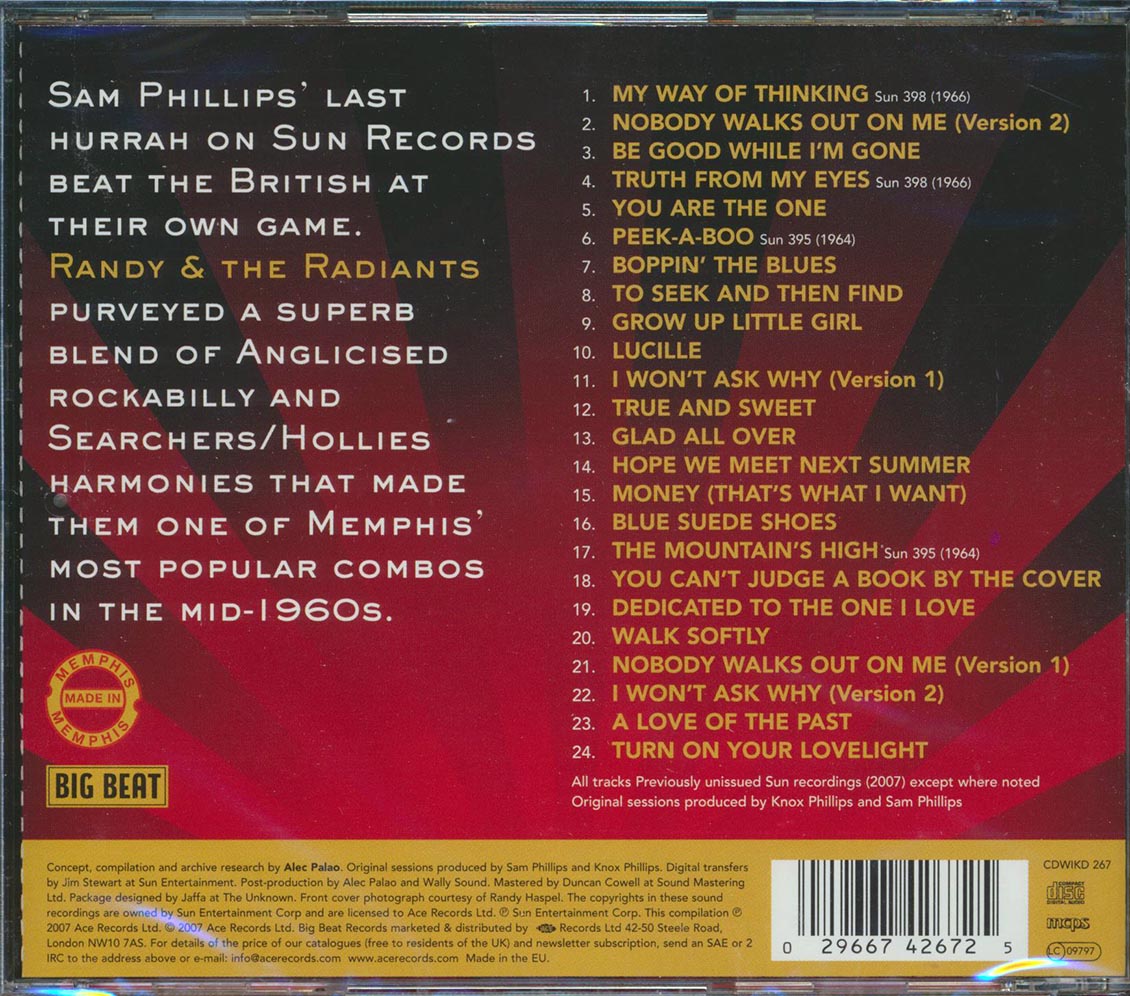 SAM PHILLIPS' LAST
HURRAH ON SUN RECORDS
BEAT THE BRITISH AT
THEIR OWN GAME.
RANDY & THE RADIANTS
PURVEYED A SUPERB
BLEND OF ANGLICISED
ROCKABILLY AND
SEARCHERS/HOLLIES
HARMONIES THAT MADE
THEM ONE OF MEMPHIS'
MOST POPULAR COMBOS
IN THE MID-1960S.
MEMPHIS
MADE IN
MEMPHIS
BIG BEAT
1. MY WAY OF THINKING Sun 398 (1966)
2. NOBODY WALKS OUT ON ME (Version 2)
3. BE GOOD WHILE I'M GONE
4. TRUTH FROM MY EYES Sun 398 (1966)
5. YOU ARE THE ONE
6. PEEK-A-BOO Sun 395 (1964)
7. BOPPIN' THE BLUES
8. TO SEEK AND THEN FIND
9. GROW UP LITTLE GIRL
10. LUCILLE
11. I WON'T ASK WHY (Version 1)
12. TRUE AND SWEET
13. GLAD ALL OVER
14. HOPE WE MEET NEXT SUMMER
15. MONEY (THAT'S WHAT I WANT)
16. BLUE SUEDE SHOES
17. THE MOUNTAIN'S HIGH Sun 395 (1964)
18. YOU CAN'T JUDGE A BOOK BY THE COVER
19. DEDICATED TO THE ONE I LOVE
20. WALK SOFTLY
21. NOBODY WALKS OUT ON ME (Version 1)
22. I WON'T ASK WHY (Version 2)
23. A LOVE OF THE PAST
24. TURN ON YOUR LOVELIGHT
All tracks Previously unissued Sun recordings (2007) except where noted
Original sessions produced by Knox Phillips and Sam Phillips
Concept, compilation and archive research by Alec Palao. Original sessions produced by Sam Phillips and Knox Phillips. Digital transfers
by Jim Stewart at Sun Entertainment. Post-production by Alec Palao and Wally Sound. Mastered by Duncan Cowell at Sound Mastering
Ltd. Package designed by Jaffa at The Unknown. Front cover photograph courtesy of Randy Haspel. The copyrights in these sound
recordings are owned by Sun Entertainment Corp and are licensed to Ace Records Ltd. ℗ Sun Entertainment Corp. This compilation ℗
2007 Ace Records Ltd. © 2007 Ace Records Ltd. Big Beat Records marketed & distributed by ACE Records Ltd 42-50 Steele Road,
London NW10 7AS. For details of the price of our catalogues (free to residents of the UK) and newsletter subscription, send an SAE or 2
IRC to the address above or e-mail: info@acerecords.com www.acerecords.com Made in the EU.
0 29667 42672 5
CDWIKD 267
COMPACT
disc
DIGITAL AUDIO
mcps
LC 09797